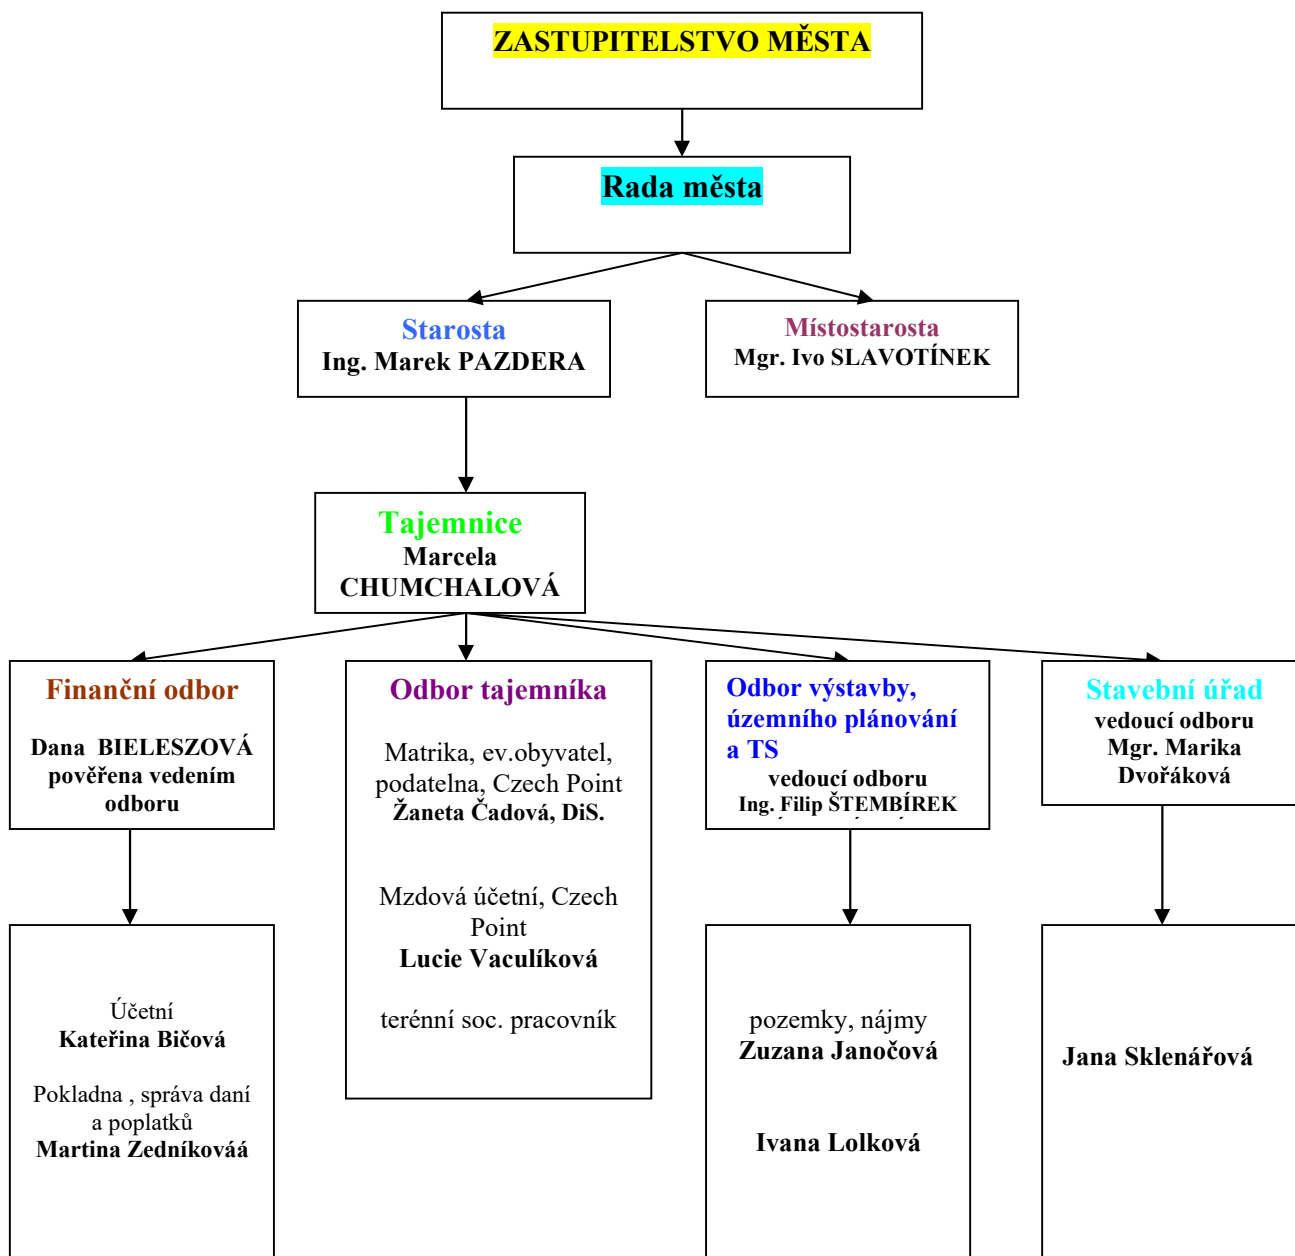 ZASTUPITELSTVO MĚSTA
Rada města
Starosta
Ing. Marek PAZDERA
Místostarosta
Mgr. Ivo SLAVOTÍNEK
Tajemnice
Marcela
CHUMCHALOVÁ
Finanční odbor
Dana BIELESZOVÁ
pověřena vedením
odboru
Odbor tajemníka
Matrika, ev.obyvatel,
podatelna, Czech Point
Žaneta Čadová, DiS.
Mzdová účetní, Czech
Point
Lucie Vaculíková
terénní soc. pracovník
Odbor výstavby,
územního plánování
a TS
vedoucí odboru
Ing. Filip ŠTEMBÍREK
Stavební úřad
vedoucí odboru
Mgr. Marika
Dvořáková
Účetní
Kateřina Bičová
Pokladna , správa daní
a poplatků
Martina Zedníkováá
pozemky, nájmy
Zuzana Janočová
Ivana Lolková
Jana Sklenářová